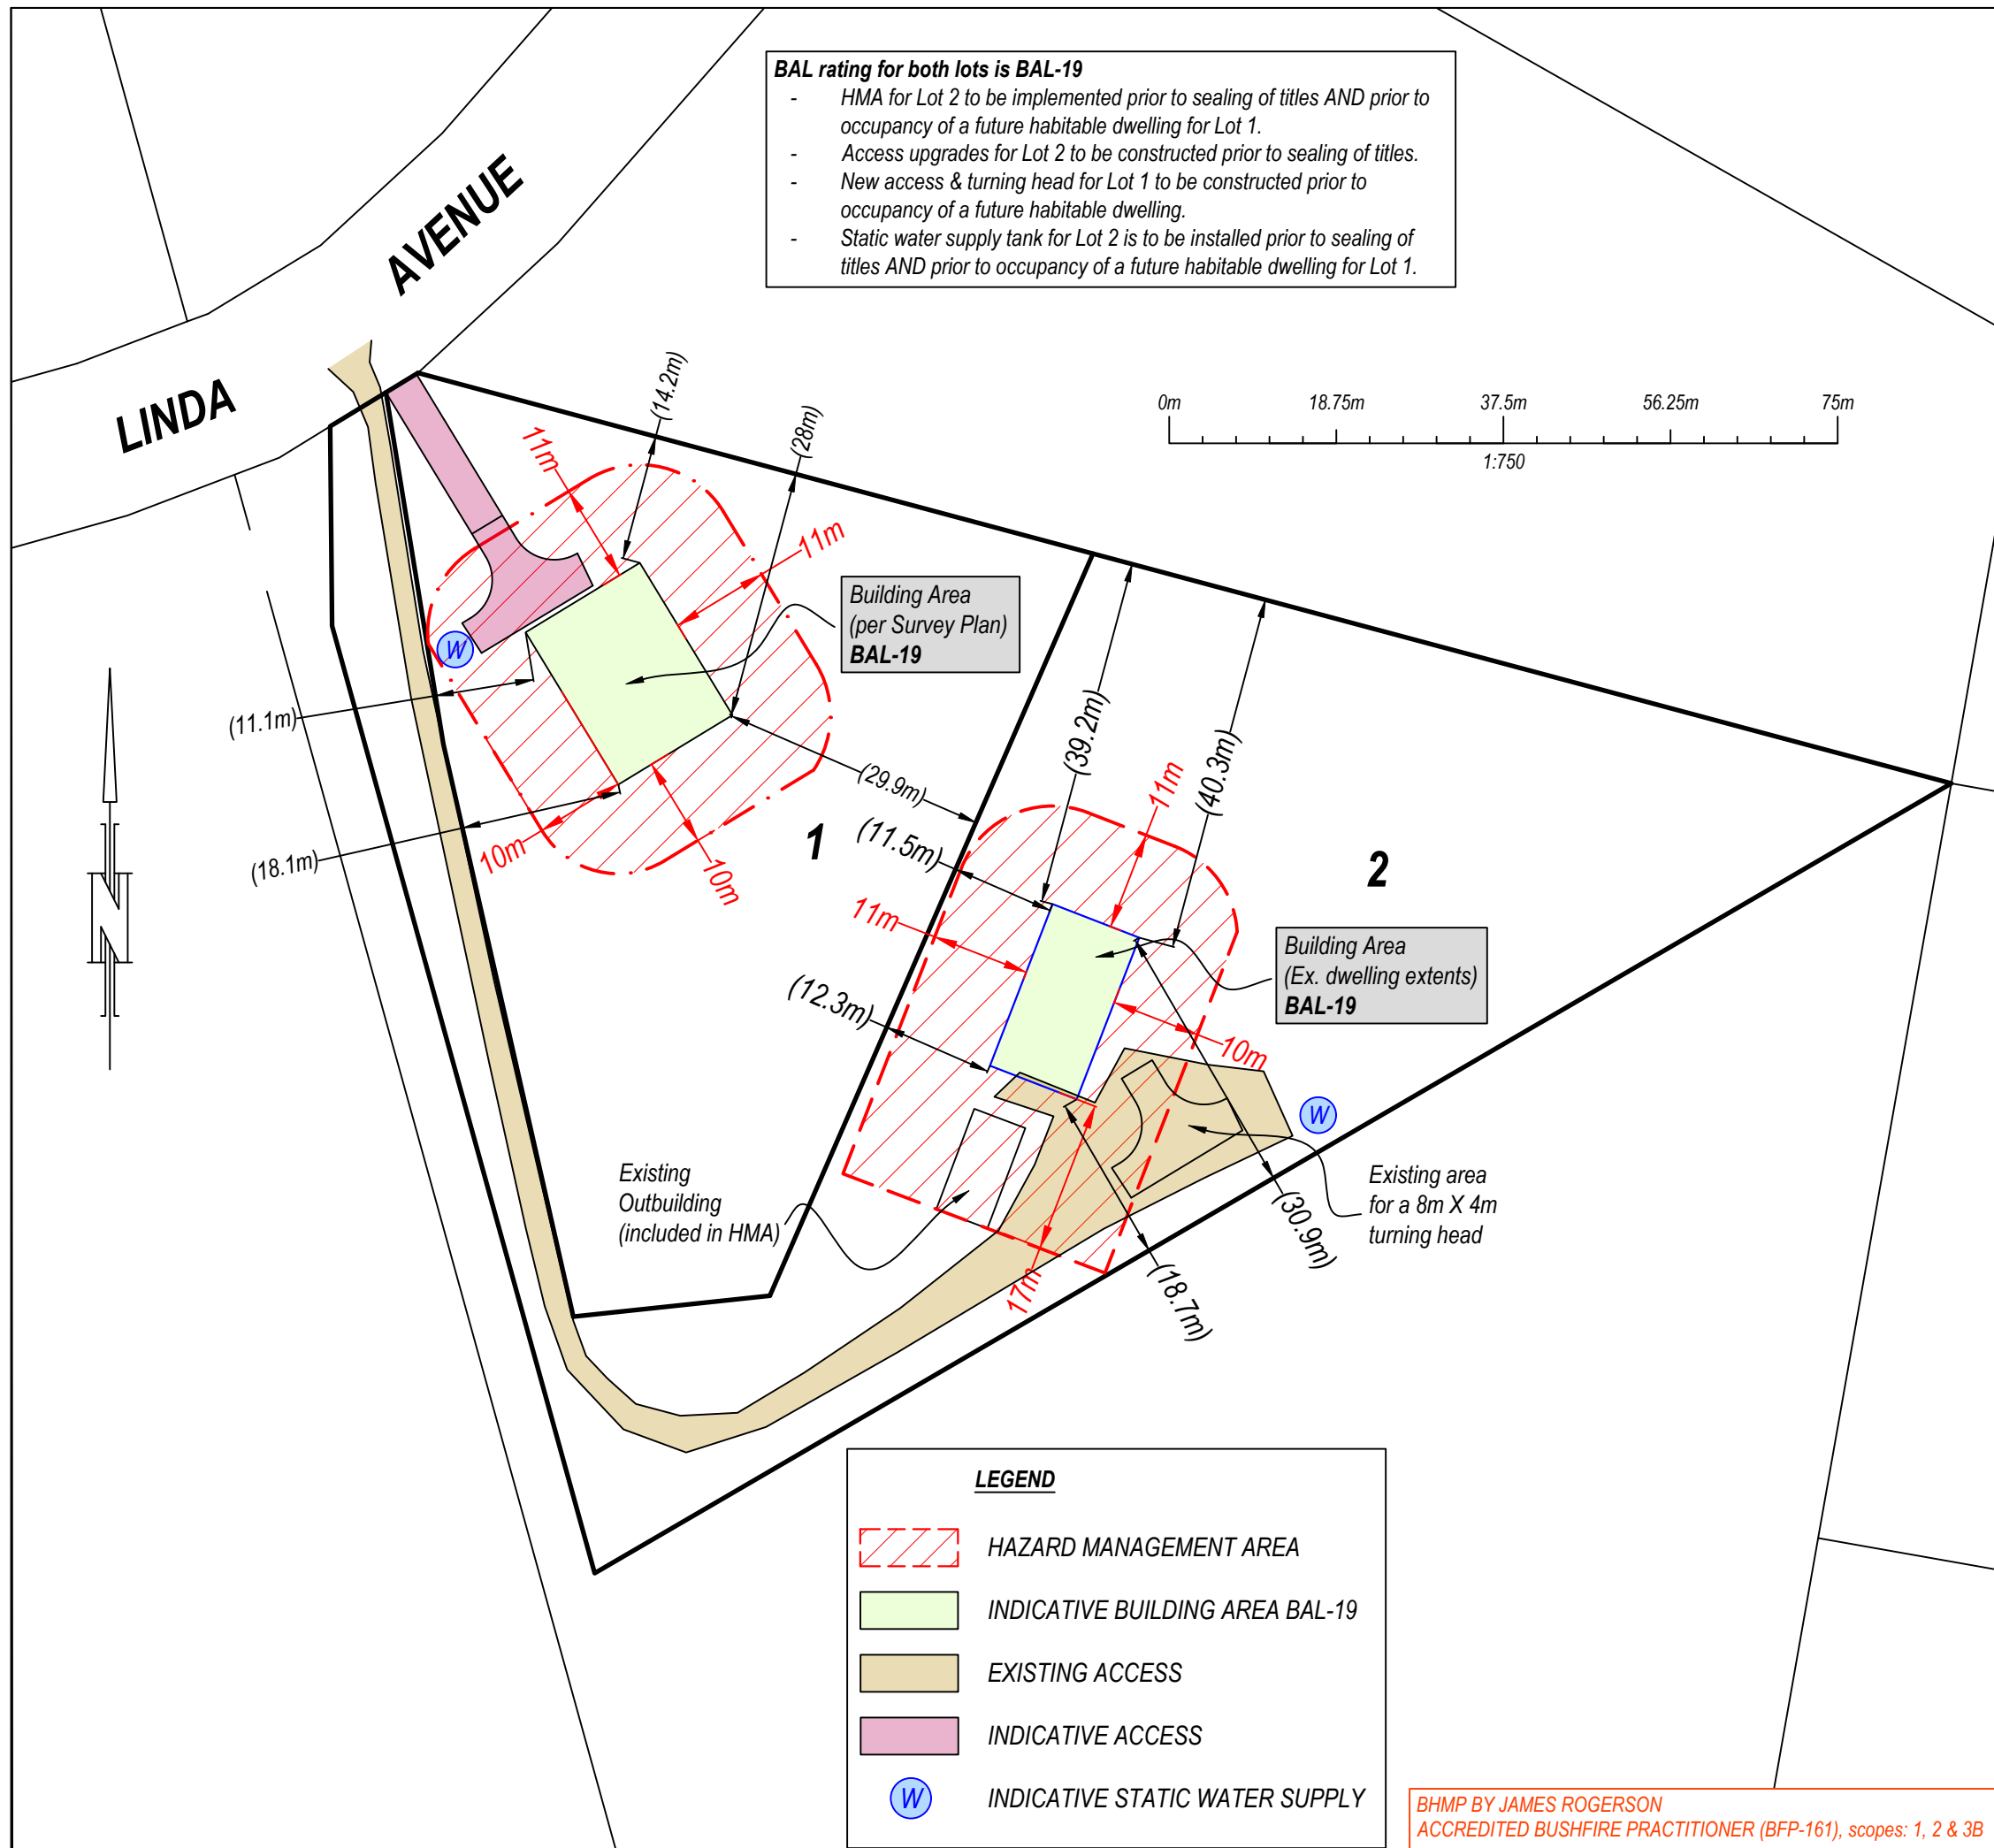 BAL rating for both lots is BAL-19
- HMA for Lot 2 to be implemented prior to sealing of titles AND prior to
occupancy of a future habitable dwelling for Lot 1.
- Access upgrades for Lot 2 to be constructed prior to sealing of titles.
- New access & turning head for Lot 1 to be constructed prior to
occupancy of a future habitable dwelling.
- Static water supply tank for Lot 2 is to be installed prior to sealing of
titles AND prior to occupancy of a future habitable dwelling for Lot 1.
LINDA AVENUE
0m 18.75m 37.5m 56.25m 75m
1:750
(14.2m)
(28m)
11m
11m
Building Area
(per Survey Plan)
BAL-19
W
(11.1m)
(18.1m)
10m
10m
(29.9m)
1
(39.2m)
(40.3m)
11m
(11.5m)
11m
(12.3m)
2
Building Area
(Ex. dwelling extents)
BAL-19
10m
W
Existing
Outbuilding
(included in HMA)
Existing area
for a 8m X 4m
turning head
(30.9m)
(18.7m)
17m
N
LEGEND
HAZARD MANAGEMENT AREA
INDICATIVE BUILDING AREA BAL-19
EXISTING ACCESS
INDICATIVE ACCESS
W INDICATIVE STATIC WATER SUPPLY
BHMP BY JAMES ROGERSON
ACCREDITED BUSHFIRE PRACTITIONER (BFP-161), scopes: 1, 2 & 3B